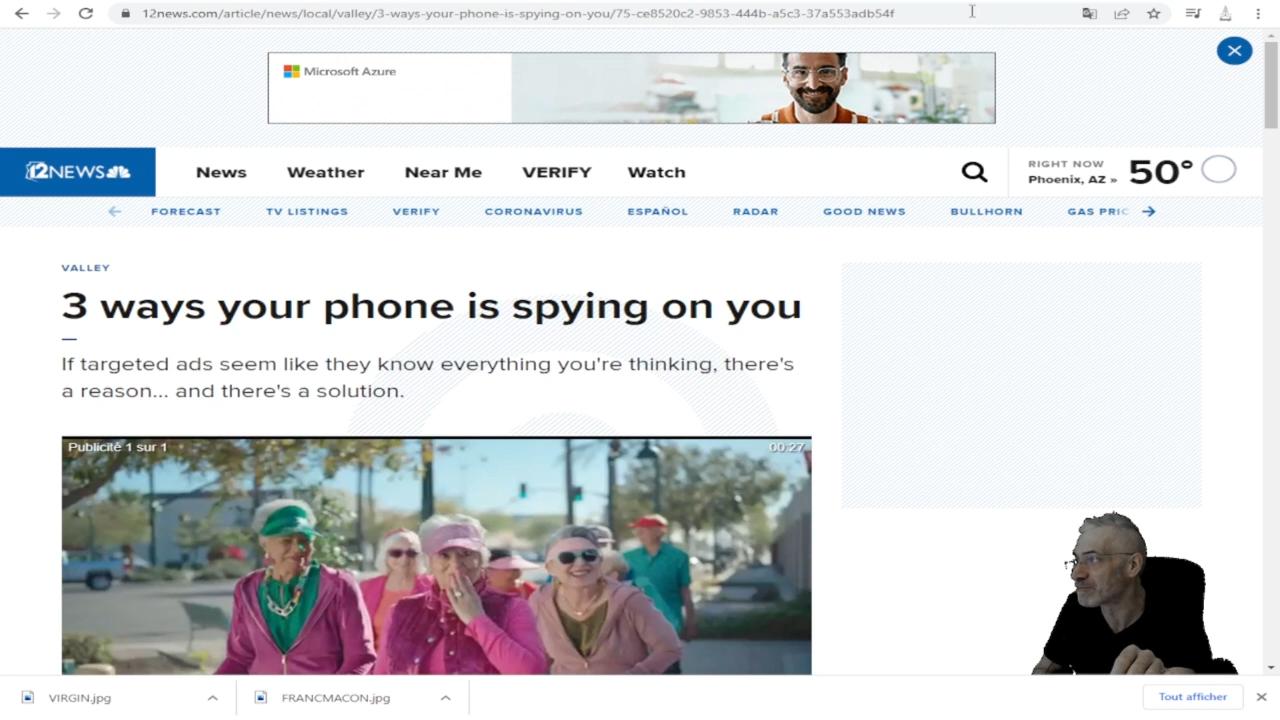 12news.com/article/news/local/valley/3-ways-your-phone-is-spying-on-you/75-ce8520c2-9853-444b-a5c3-37a553adb54f
Microsoft Azure
12NEWS
News Weather Near Me VERIFY Watch
RIGHT NOW
Phoenix, AZ »
50°
FORECAST TV LISTINGS VERIFY CORONAVIRUS ESPAÑOL RADAR GOOD NEWS BULLHORN GAS PRIC
VALLEY
3 ways your phone is spying on you
If targeted ads seem like they know everything you're thinking, there's
a reason... and there's a solution.
Publicité 1 sur 1 00:27
VIRGIN.jpg FRANCMACON.jpg Tout afficher